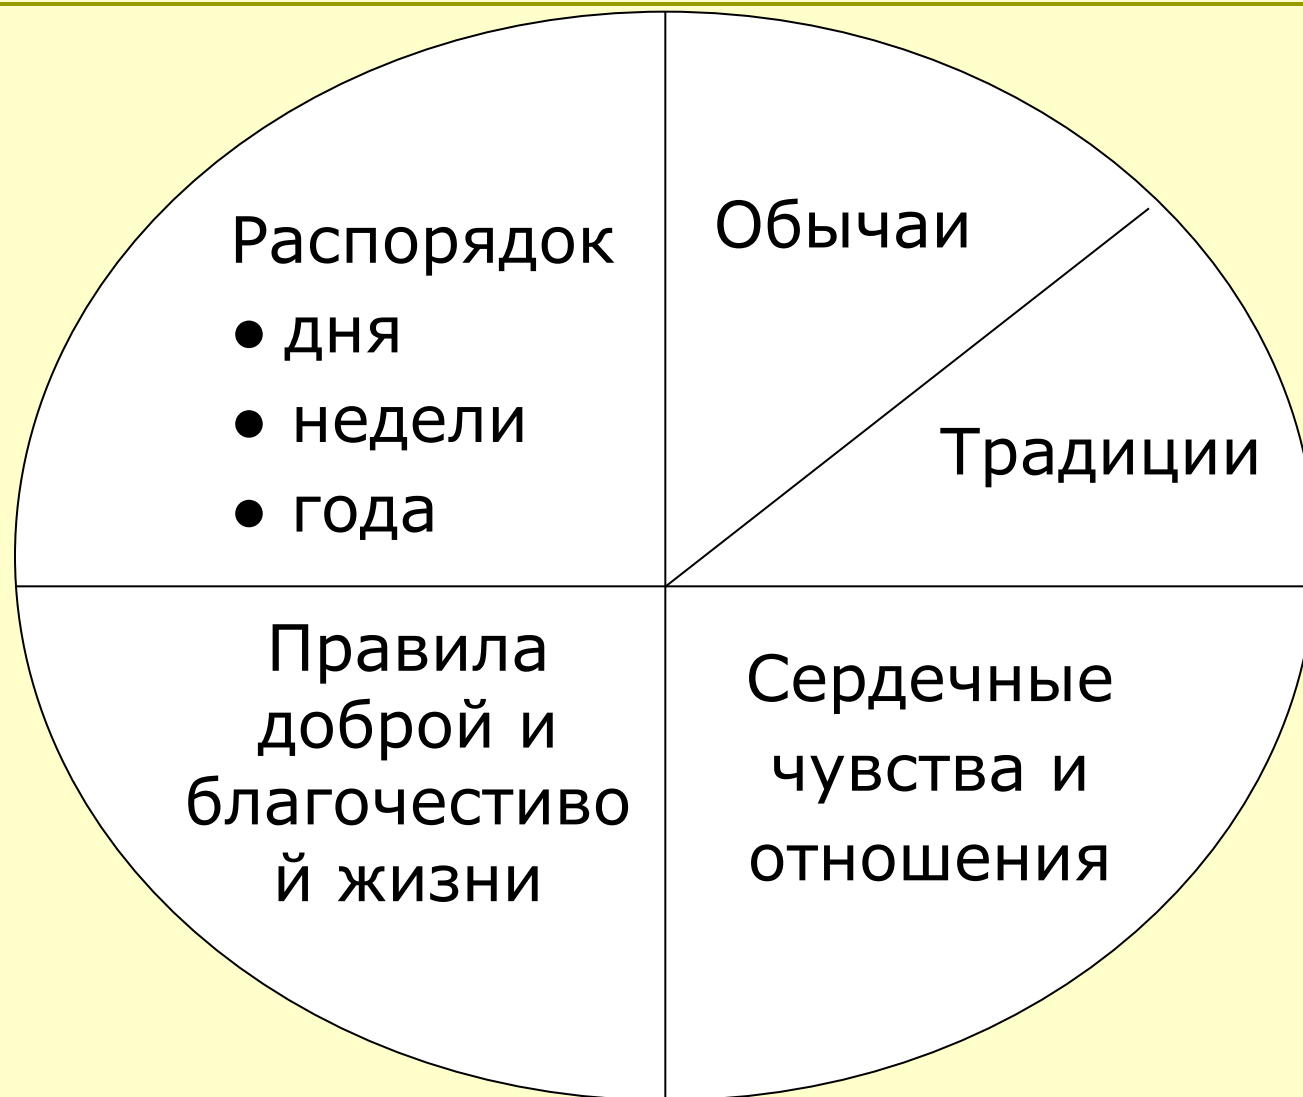 Распорядок
● дня
● недели
● года
Обычаи
Традиции
Правила
доброй и
благочестиво
й жизни
Сердечные
чувства и
отношения